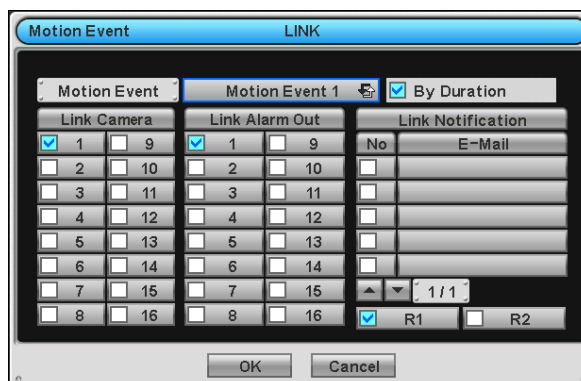 Motion Event LINK
Motion Event Motion Event 1 By Duration
Link Camera Link Alarm Out Link Notification
1 9 1 9 No E-Mail
2 10 2 10
3 11 3 11
4 12 4 12
5 13 5 13
6 14 6 14
7 15 7 15 1/1
8 16 8 16 R1 R2
OK Cancel